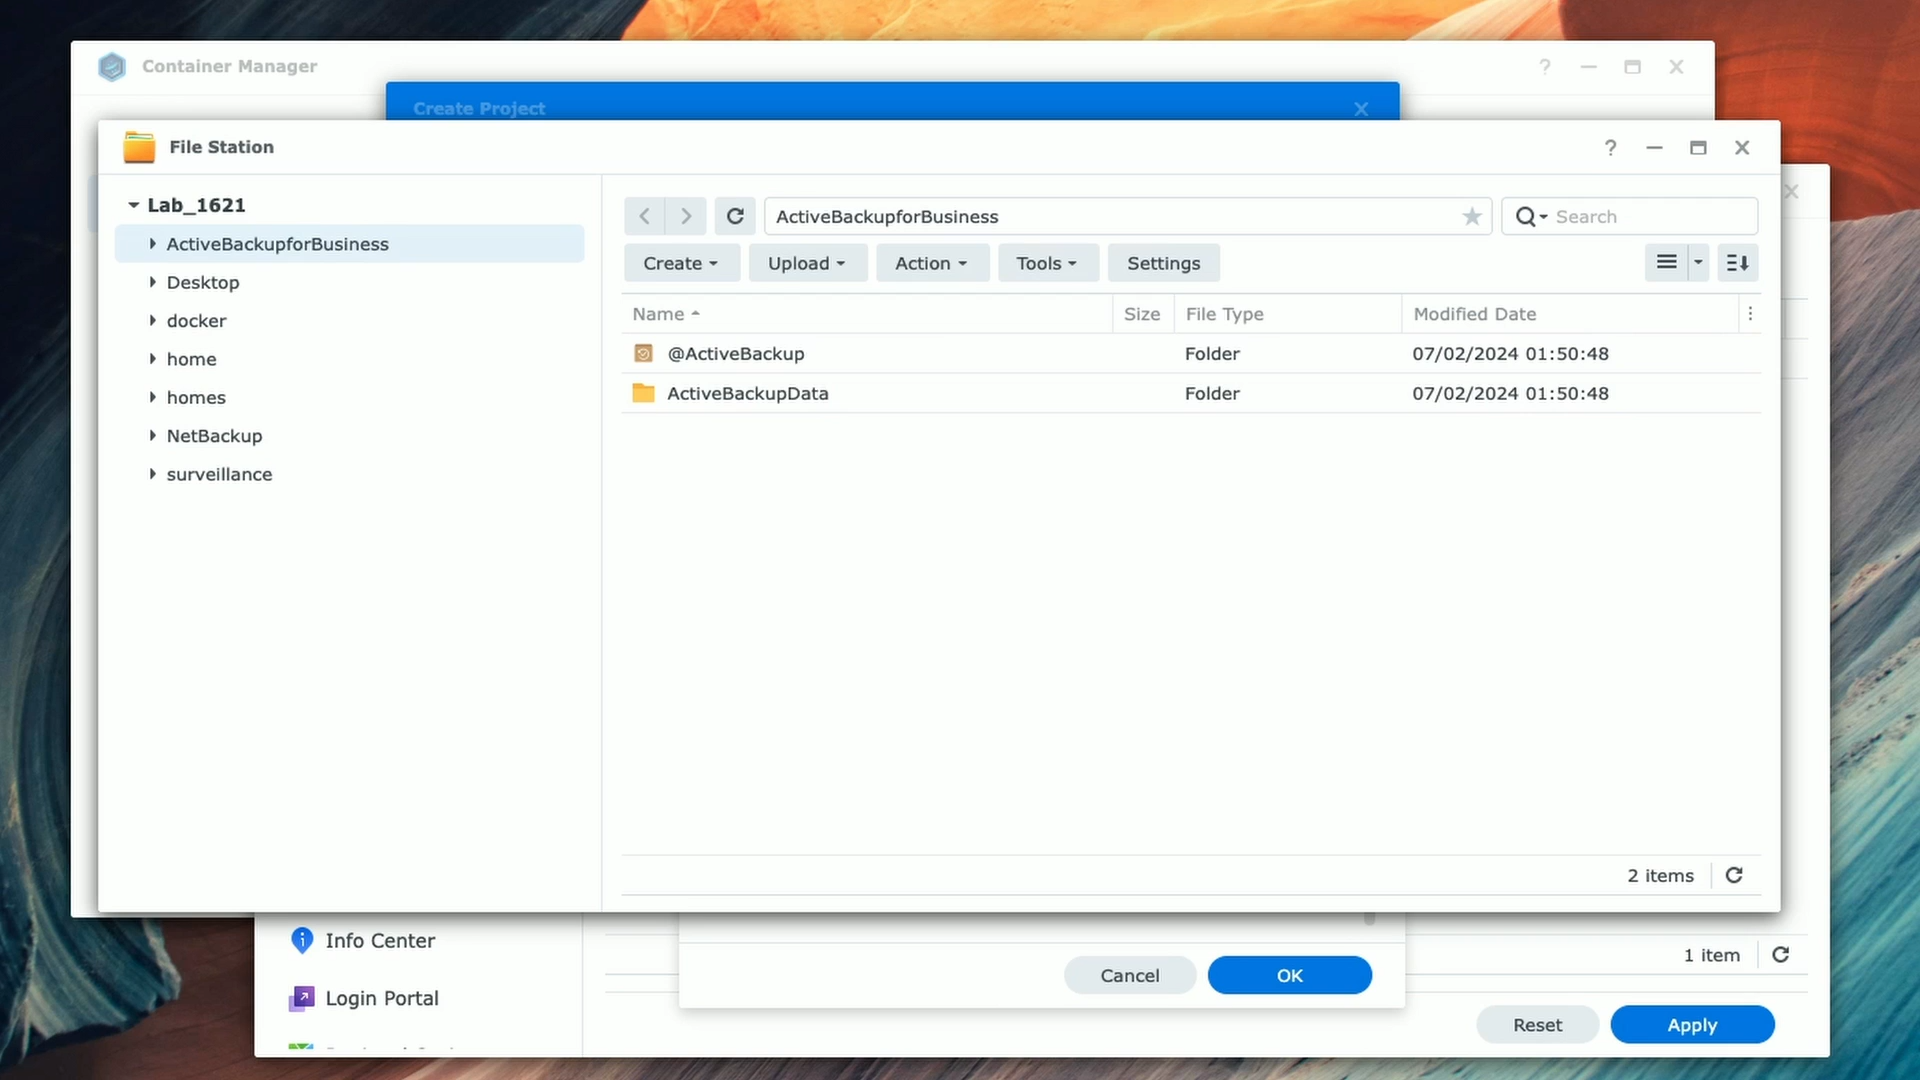 Container Manager
Create Project
File Station
Lab_1621
ActiveBackupforBusiness
Desktop
docker
home
homes
NetBackup
surveillance
ActiveBackupforBusiness
Search
Create
Upload
Action
Tools
Settings
Name
Size
File Type
Modified Date
@ActiveBackup
Folder
07/02/2024 01:50:48
ActiveBackupData
Folder
07/02/2024 01:50:48
2 items
Info Center
Login Portal
1 item
Cancel
OK
Reset
Apply